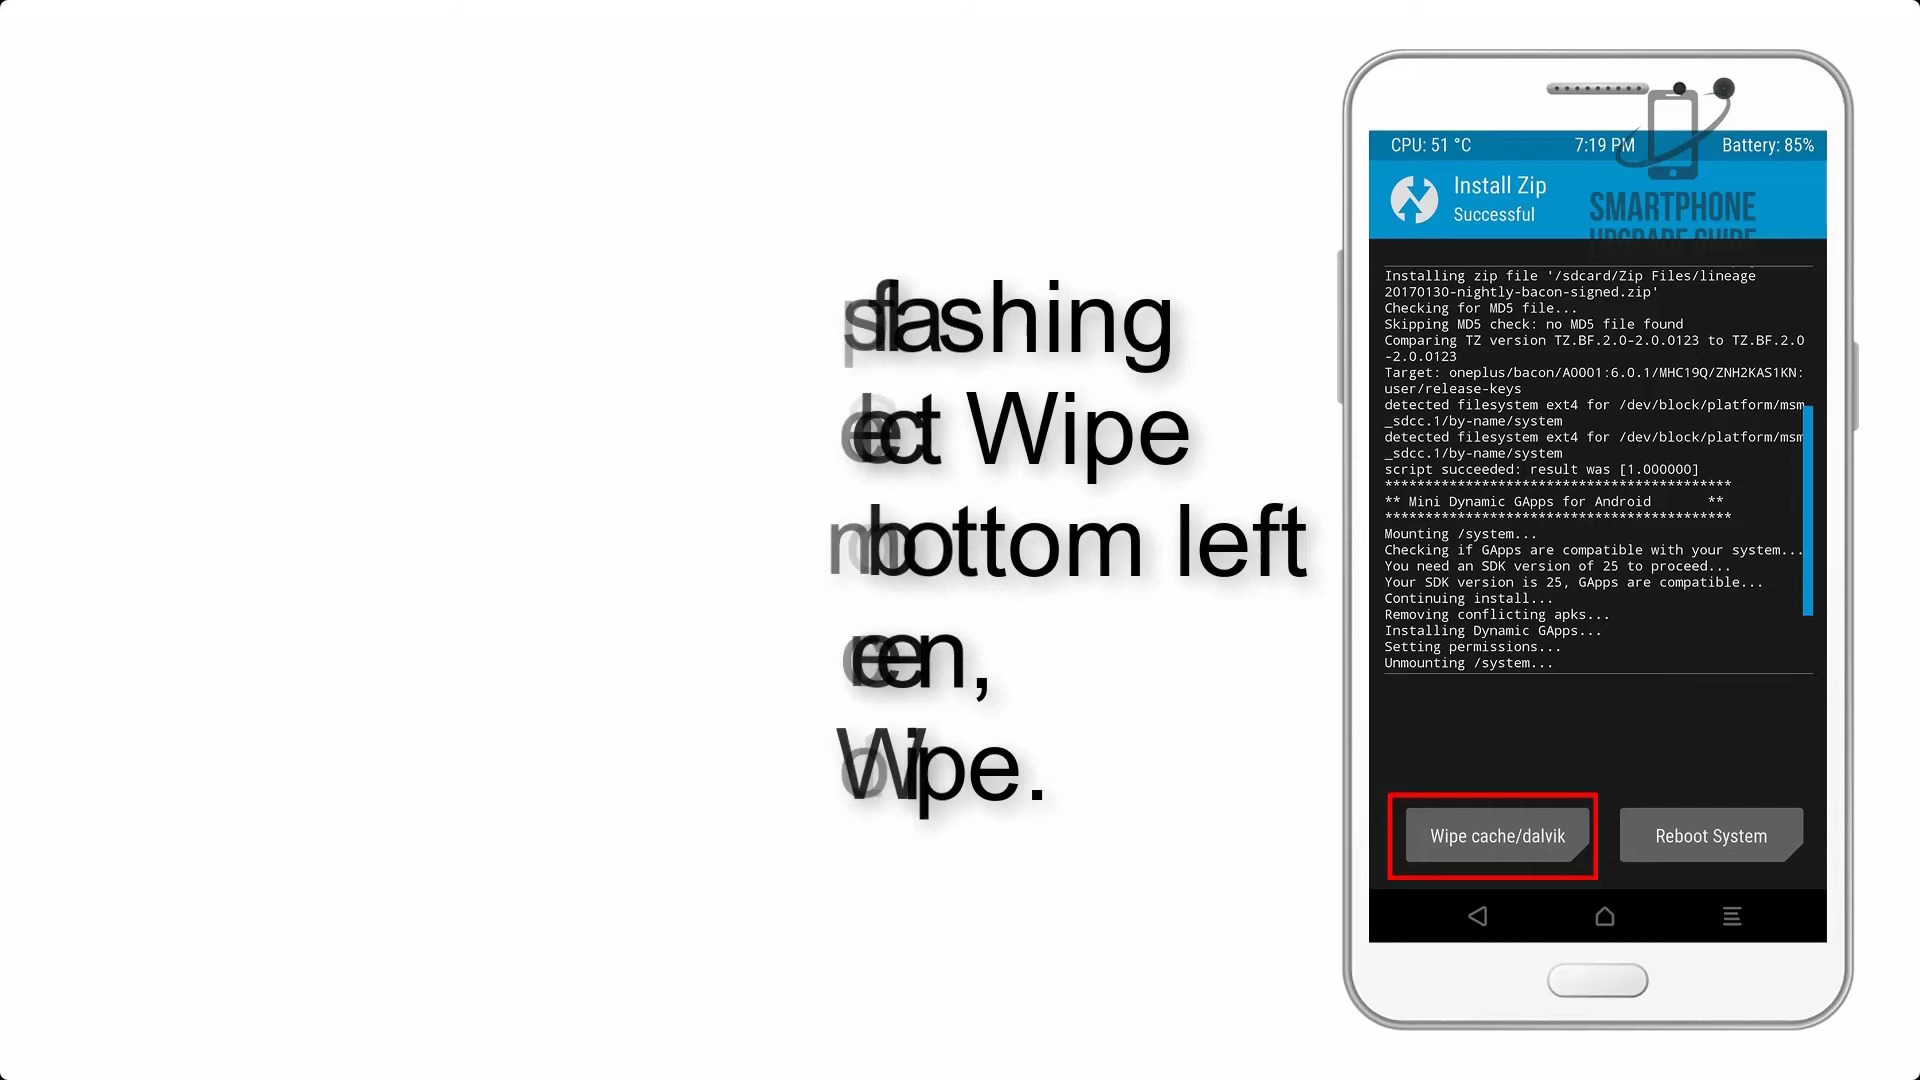 flashing
Wipe
bottom left
Wipe.
CPU: 51 °C 7:19 PM Battery: 85%
Install Zip
Successful
SMARTPHONE
UPGRADE GUIDE
Installing zip file '/sdcard/Zip Files/lineage
20170130-nightly-bacon-signed.zip'
Checking for MD5 file...
Skipping MD5 check: no MD5 file found
Comparing TZ version TZ.BF.2.0-2.0.0123 to TZ.BF.2.0
-2.0.0123
Target: oneplus/bacon/A0001:6.0.1/MHC19Q/ZNH2KAS1KN:
user/release-keys
detected filesystem ext4 for /dev/block/platform/msm
_sdcc.1/by-name/system
detected filesystem ext4 for /dev/block/platform/msm
_sdcc.1/by-name/system
script succeeded: result was [1.000000]
*******************************************
** Mini Dynamic GApps for Android **
*******************************************
Mounting /system...
Checking if GApps are compatible with your system...
You need an SDK version of 25 to proceed...
Your SDK version is 25, GApps are compatible...
Continuing install...
Removing conflicting apks...
Installing Dynamic GApps...
Setting permissions...
Unmounting /system...
Wipe cache/dalvik
Reboot System